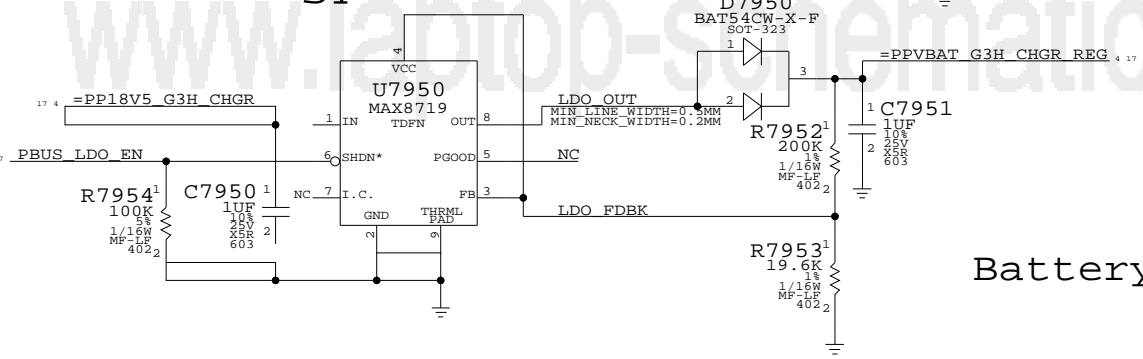 www.laptop-schematic
D7950
BAT54CW-X-F
SOT-323
1
3
=PPVBAT_G3H_CHGR_REG 4 17
4
VCC
U7950
MAX8719
TDFN
17 4 =PP18V5_G3H_CHGR
LDO_OUT
MIN_LINE_WIDTH=0.5MM
MIN_NECK_WIDTH=0.2MM
2
1 IN
OUT 8
1 C7951
1UF
10%
25V
X5R
603
2
R7952 1
200K
1%
1/16W
MF-LF
402 2
PBUS_LDO_EN
6 SHDN*
PGOOD 5
NC
R7954 1
100K
5%
1/16W
MF-LF
402 2
C7950 1
1UF
10%
25V
X5R
603
2
NC 7 I.C.
FB 3
GND
THRML
PAD
2
9
LDO_FDBK
R7953 1
19.6K
1%
1/16W
MF-LF
402 2
Battery